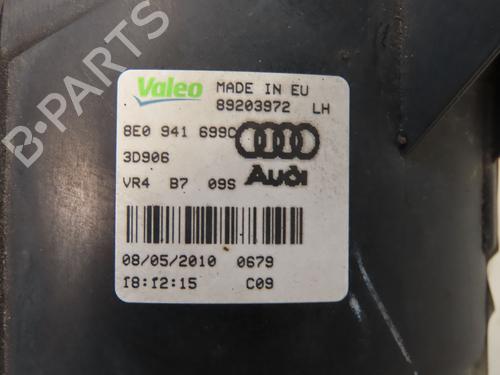 B-PARTS
Valeo MADE IN EU
89203972 LH
8E0 941 699C
3D906 Audi
VR4 B7 09S
08/05/2010 0679
18:12:15 C09